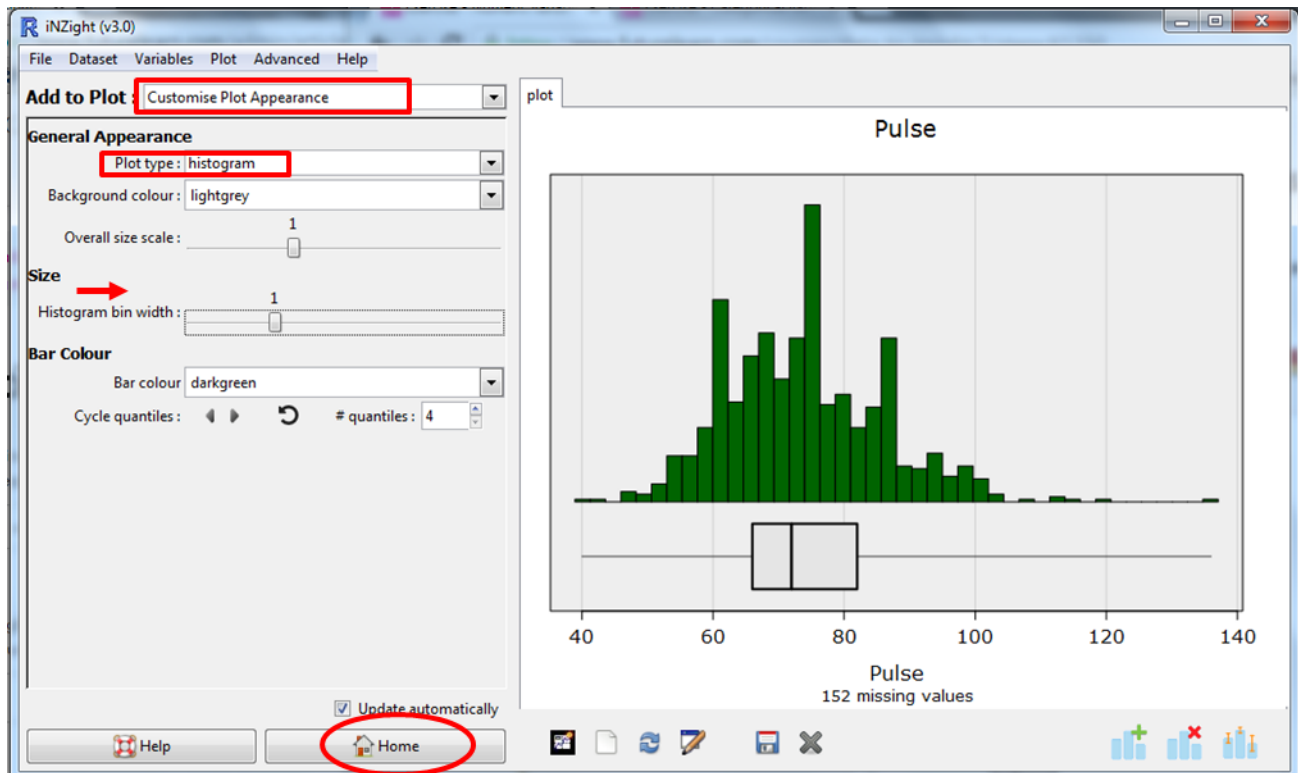 iNZight (v3.0)
File Dataset Variables Plot Advanced Help
Add to Plot : Customise Plot Appearance
General Appearance
Plot type : histogram
Background colour : lightgrey
1
Overall size scale :
Size
1
Histogram bin width :
Bar Colour
Bar colour darkgreen
Cycle quantiles : # quantiles : 4
Update automatically
Help Home
plot
Pulse
40 60 80 100 120 140
Pulse
152 missing values